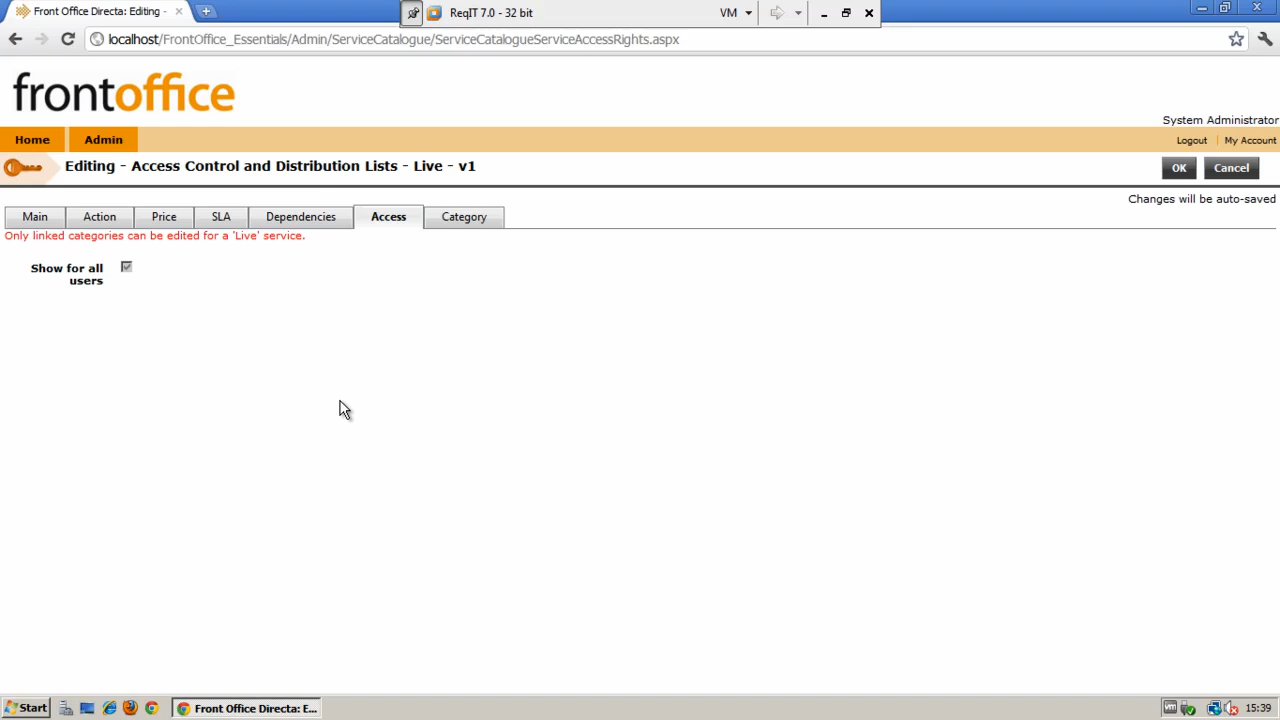 Front Office Directa: Editing -
ReqIT 7.0 - 32 bit
VM
localhost/FrontOffice_Essentials/Admin/ServiceCatalogue/ServiceCatalogueServiceAccessRights.aspx
frontoffice
System Administrator
Home Admin
Logout My Account
Editing - Access Control and Distribution Lists - Live - v1
OK Cancel
Changes will be auto-saved
Main Action Price SLA Dependencies Access Category
Only linked categories can be edited for a 'Live' service.
Show for all
users
Start
Front Office Directa: E...
vm
15:39